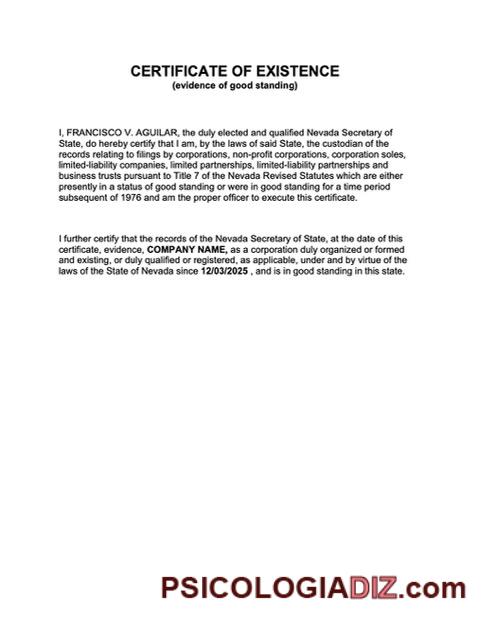 CERTIFICATE OF EXISTENCE
(evidence of good standing)
I, FRANCISCO V. AGUILAR, the duly elected and qualified Nevada Secretary of
State, do hereby certify that I am, by the laws of said State, the custodian of the
records relating to filings by corporations, non-profit corporations, corporation soles,
limited-liability companies, limited partnerships, limited-liability partnerships and
business trusts pursuant to Title 7 of the Nevada Revised Statutes which are either
presently in a status of good standing or were in good standing for a time period
subsequent of 1976 and am the proper officer to execute this certificate.
I further certify that the records of the Nevada Secretary of State, at the date of this
certificate, evidence, COMPANY NAME, as a corporation duly organized or formed
and existing, or duly qualified or registered, as applicable, under and by virtue of the
laws of the State of Nevada since 12/03/2025 , and is in good standing in this state.
PSICOLOGIADIZ.com